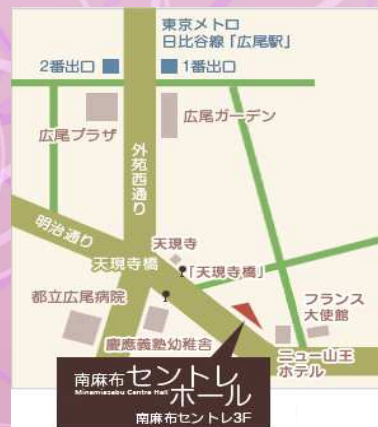 東京メトロ
日比谷線「広尾駅」
2番出口
1番出口
広尾プラザ
広尾ガーデン
外苑西通り
明治通り
天現寺
天現寺橋
「天現寺橋」
都立広尾病院
慶應義塾幼稚舎
フランス
大使館
ニュー山王
ホテル
南麻布セントレ
ホール
Minamiazabu Centre Hall
南麻布セントレ3F